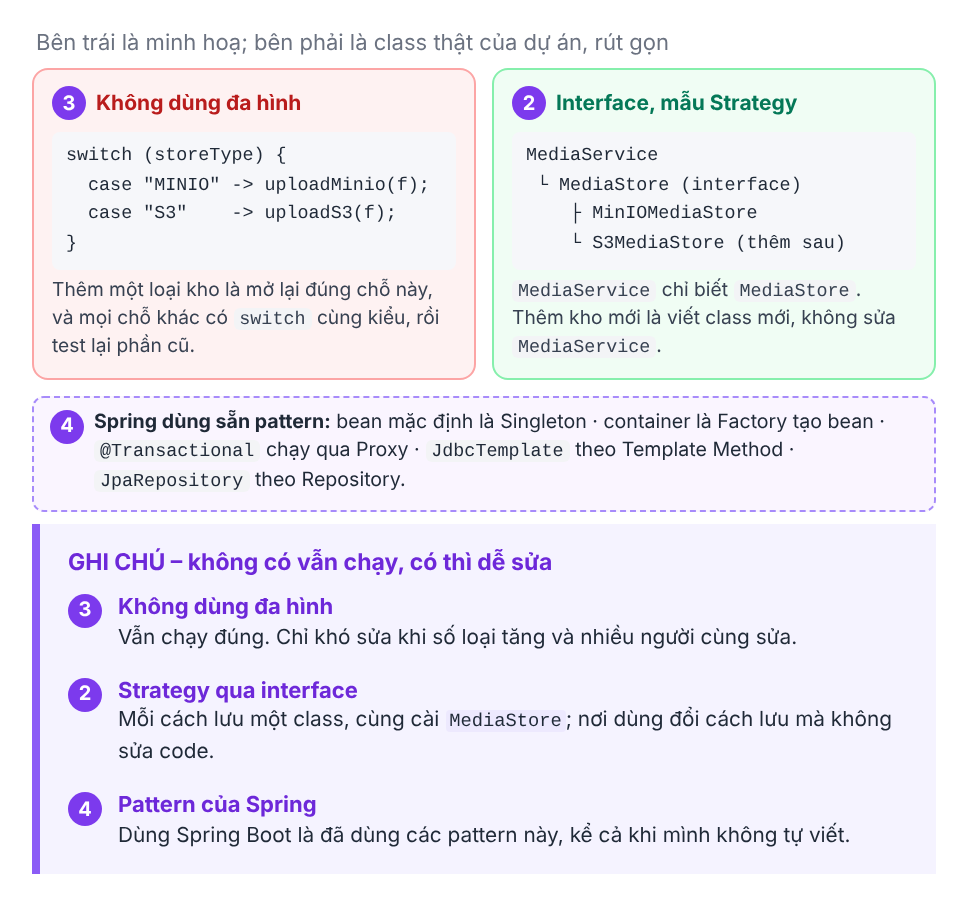 Bên trái là minh hoạ; bên phải là class thật của dự án, rút gọn
3 Không dùng đa hình
switch (storeType) {
  case "MINIO" -> uploadMinio(f);
  case "S3"    -> uploadS3(f);
}
Thêm một loại kho là mở lại đúng chỗ này,
và mọi chỗ khác có switch cùng kiểu, rồi
test lại phần cũ.
2 Interface, mẫu Strategy
MediaService
 └ MediaStore (interface)
    ├ MinIOMediaStore
    └ S3MediaStore (thêm sau)
MediaService chỉ biết MediaStore.
Thêm kho mới là viết class mới, không sửa
MediaService.
4 Spring dùng sẵn pattern: bean mặc định là Singleton · container là Factory tạo bean ·
@Transactional chạy qua Proxy · JdbcTemplate theo Template Method ·
JpaRepository theo Repository.
GHI CHÚ – không có vẫn chạy, có thì dễ sửa
3 Không dùng đa hình
Vẫn chạy đúng. Chỉ khó sửa khi số loại tăng và nhiều người cùng sửa.
2 Strategy qua interface
Mỗi cách lưu một class, cùng cài MediaStore; nơi dùng đổi cách lưu mà không
sửa code.
4 Pattern của Spring
Dùng Spring Boot là đã dùng các pattern này, kể cả khi mình không tự viết.